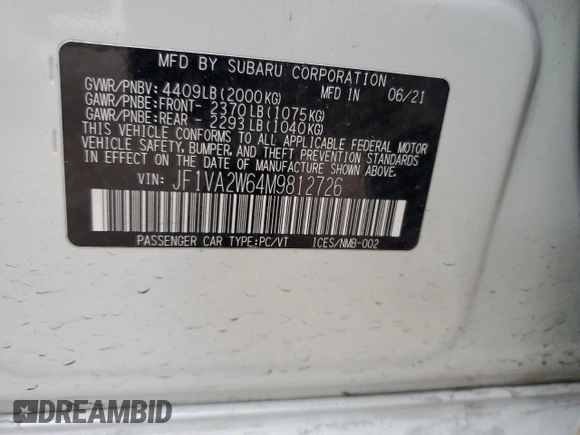 MFD BY SUBARU CORPORATION
GVWR/PNBV: 4409LB(2000KG) MFD IN 06/21
GAWR/PNBE:FRONT- 2370LB(1075KG)
GAWR/PNBE:REAR - 2293LB(1040KG)
THIS VEHICLE CONFORMS TO ALL APPLICABLE FEDERAL MOTOR
VEHICLE SAFETY, BUMPER, AND THEFT PREVENTION STANDARDS
IN EFFECT ON THE DATE OF MANUFACTURE SHOWN ABOVE.
VIN: JF1VA2W64M9812726
PASSENGER CAR TYPE:PC/VT ICES/NMB-002
DREAMBID